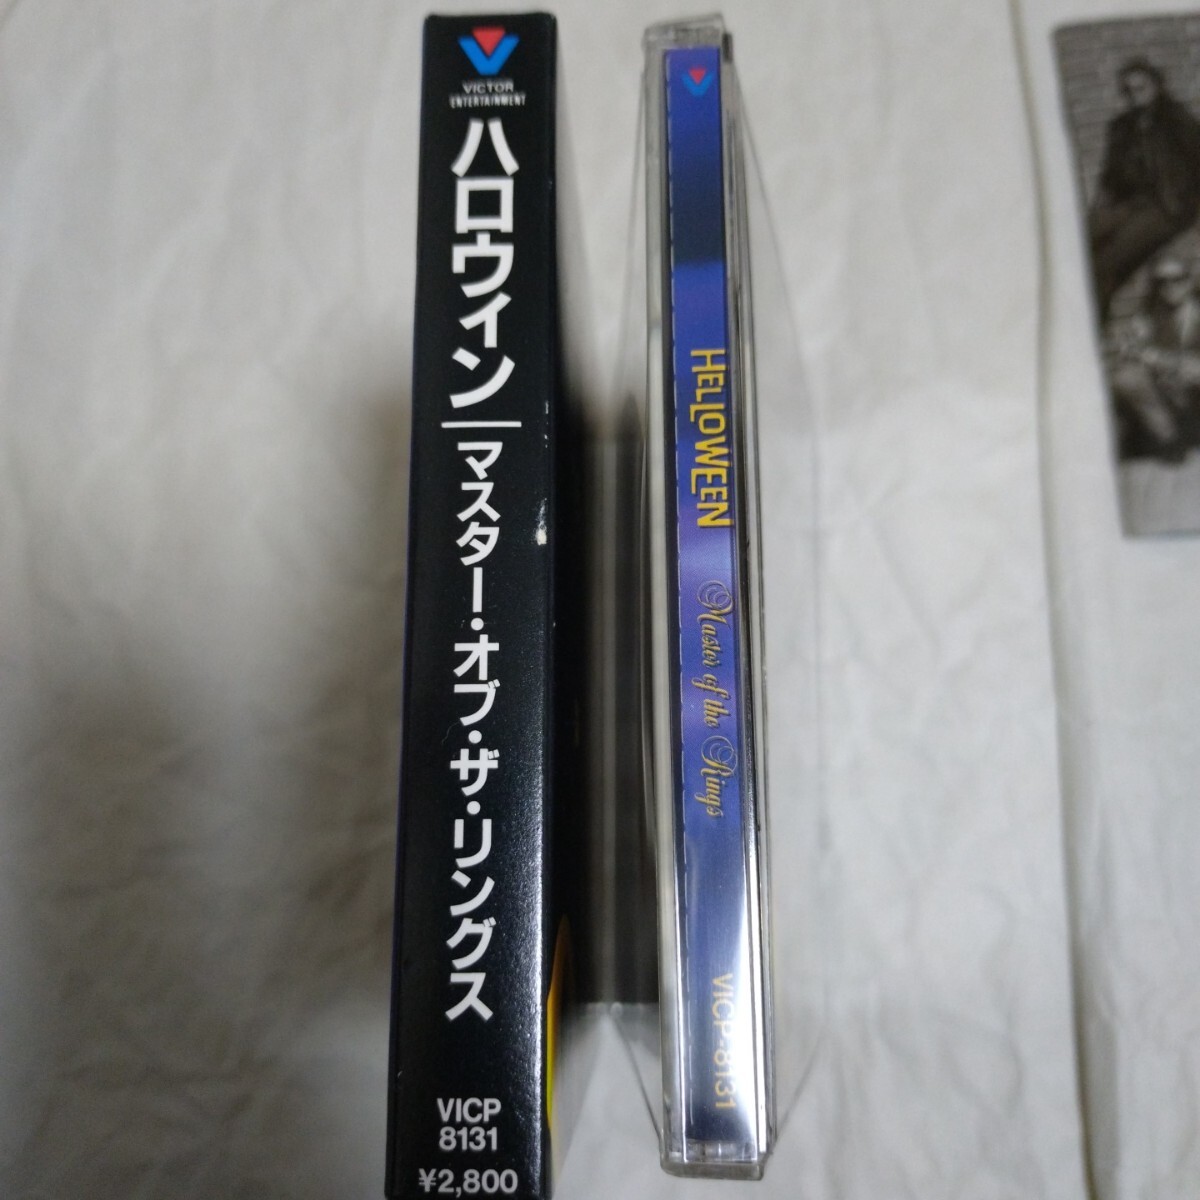 VICTOR
ENTERTAINMENT
ハロウィン|マスター・オブ・ザ・リングス
VICP
8131
¥2,800
HELLOWEEN
Master of the Rings
VICP-8131